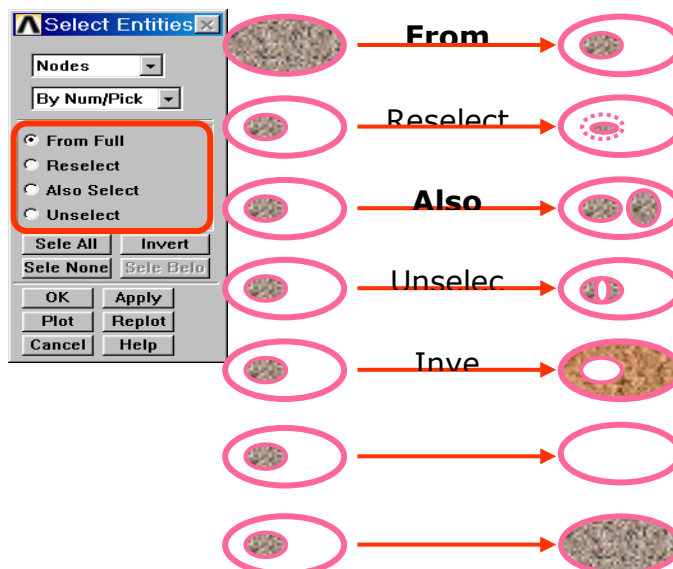 Select Entities
Nodes
By Num/Pick
From Full
Reselect
Also Select
Unselect
Sele All Invert
Sele None Sele Belo
OK Apply
Plot Replot
Cancel Help
From
Reselect
Also
Unselec
Inve